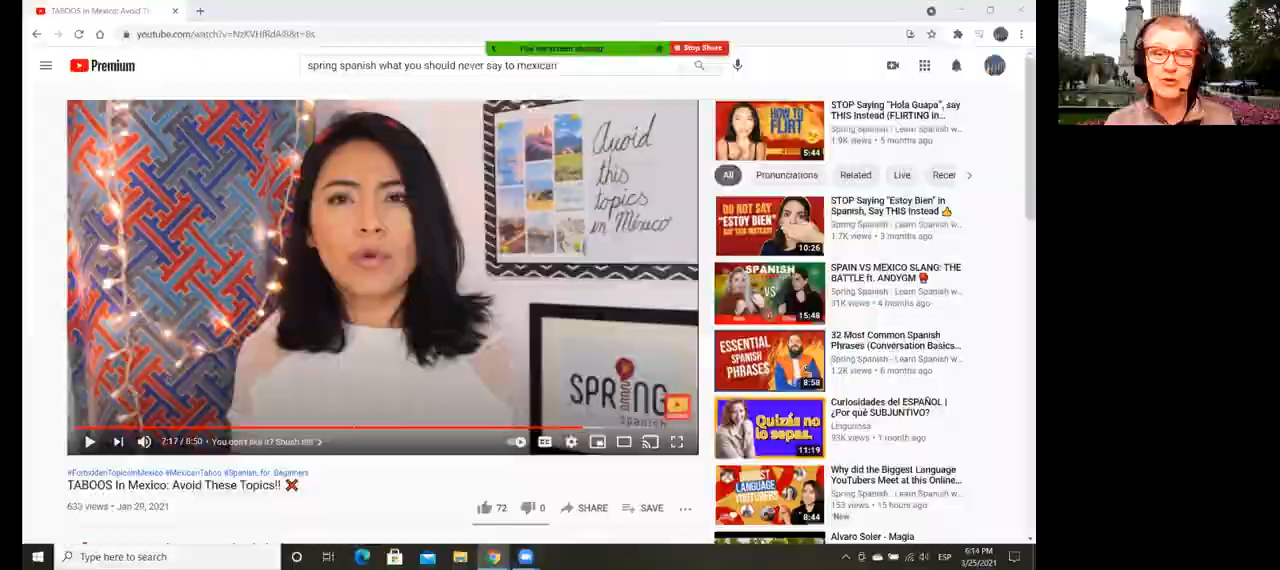 TABOOS In Mexico: Avoid Th
spring spanish what you should never say to mexican
Stop Share
Premium
Avoid
this
topics
in México
SPRING
spanish
2:17 / 8:50 • You don't like it? Shush
#ForbiddenTopicsInMexico #MexicanTaboo #Spanish_for_Beginners
TABOOS In Mexico: Avoid These Topics!!
633 views • Jan 29, 2021
72
0
SHARE
SAVE
HOW TO
FLIRT
5:44
STOP Saying "Hola Guapa", say
THIS Instead (FLIRTING in...
Spring Spanish - Learn Spanish w...
1.9K views • 5 months ago
All
Pronunciations
Related
Live
Recer
DO NOT SAY
"ESTOY BIEN"
SAY THIS INSTEAD!
10:26
STOP Saying "Estoy Bien" in
Spanish, Say THIS Instead 👍
Spring Spanish - Learn Spanish w...
1.7K views • 3 months ago
SPANISH
VS
15:48
SPAIN VS MEXICO SLANG: THE
BATTLE ft. ANDYGM
Spring Spanish - Learn Spanish w...
31K views • 4 months ago
ESSENTIAL
SPANISH
PHRASES
8:58
32 Most Common Spanish
Phrases (Conversation Basics...
Spring Spanish - Learn Spanish w...
1.2K views • 6 months ago
Quizás no
lo sepas.
11:19
Curiosidades del ESPAÑOL |
¿Por qué SUBJUNTIVO?
Linguriosa
93K views • 1 month ago
LANGUAGE
8:44
Why did the Biggest Language
YouTubers Meet at this Online...
Spring Spanish - Learn Spanish w...
153 views • 15 hours ago
New
Alvaro Soler - Magia
Type here to search
ESP
6:14 PM
3/25/2021